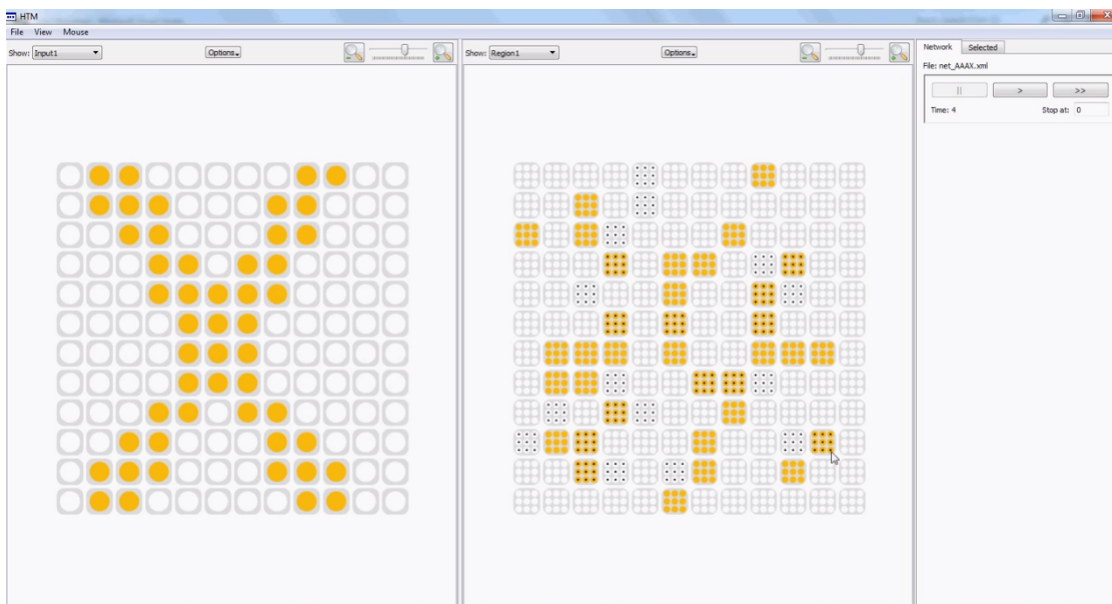 HTM
File View Mouse
Show: Input1 Options
Show: Region1 Options
Network Selected
File: net_AAAX.xml
|| > >>
Time: 4 Stop at: 0